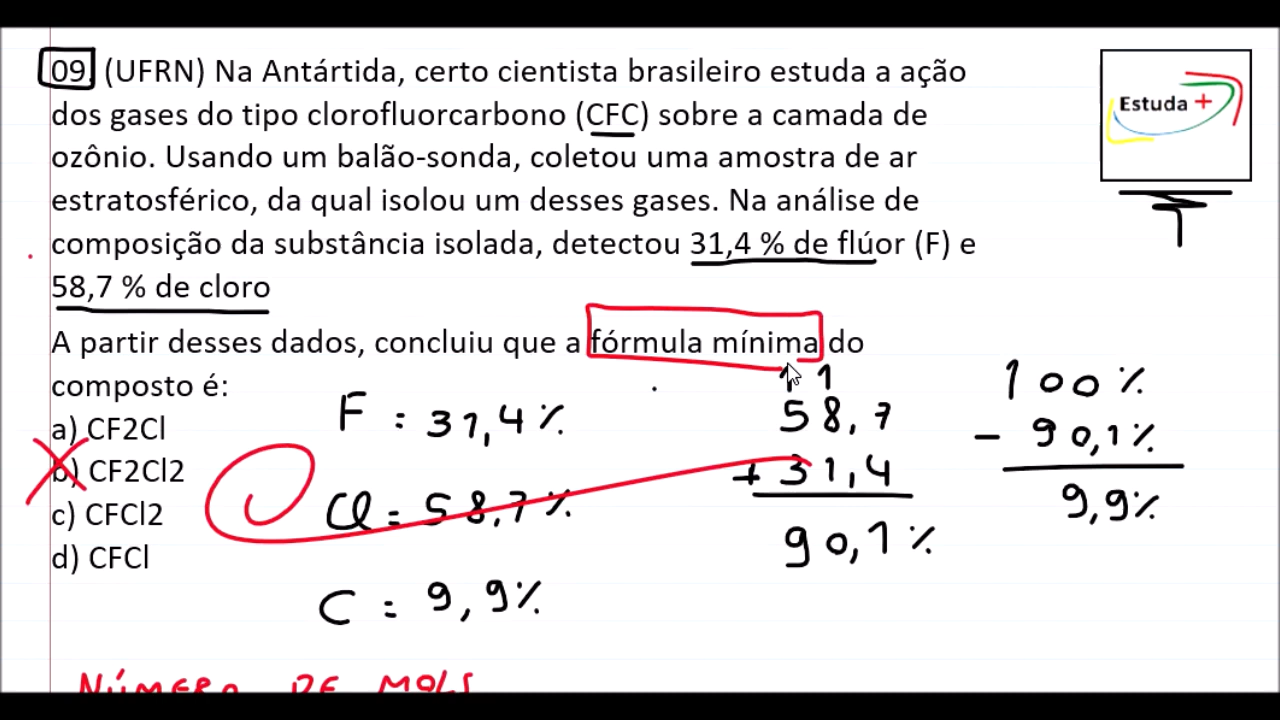 09. (UFRN) Na Antártida, certo cientista brasileiro estuda a ação
dos gases do tipo clorofluorcarbono (CFC) sobre a camada de
ozônio. Usando um balão-sonda, coletou uma amostra de ar
estratosférico, da qual isolou um desses gases. Na análise de
composição da substância isolada, detectou 31,4 % de flúor (F) e
58,7 % de cloro
A partir desses dados, concluiu que a fórmula mínima do
composto é:
a) CF2Cl
b) CF2Cl2
c) CFCl2
d) CFCl
Estuda +
F = 31,4 %
Cl = 58,7 %
C = 9,9 %
1 1
58,7
+ 31,4
90,1 %
100 %
- 90,1 %
9,9 %
NÚMERO DE MOLS